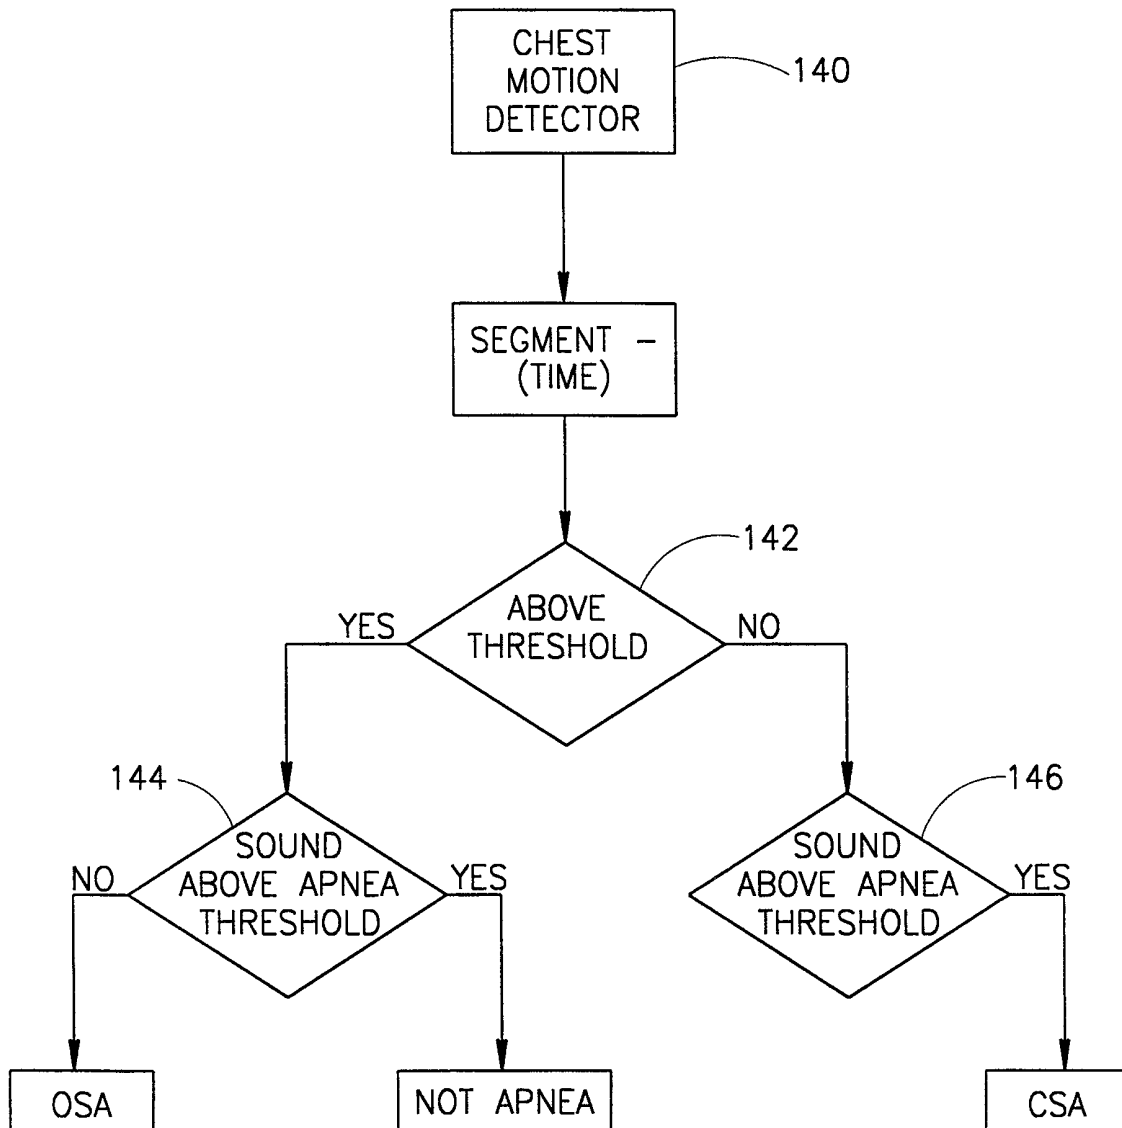 CHEST
MOTION
DETECTOR
140
SEGMENT –
(TIME)
142
ABOVE
THRESHOLD
YES
NO
144
SOUND
ABOVE APNEA
THRESHOLD
NO
YES
146
SOUND
ABOVE APNEA
THRESHOLD
YES
OSA
NOT APNEA
CSA